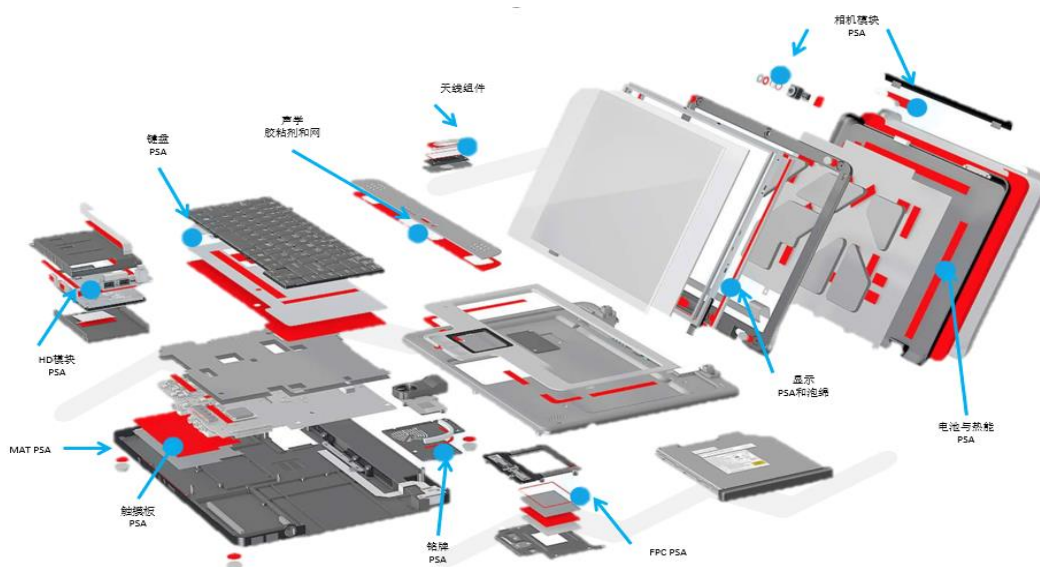 相机模块
PSA
天线组件
声学
胶粘剂和网
键盘
PSA
HD模块
PSA
显示
PSA和泡绵
电池与热能
PSA
MAT PSA
触摸板
PSA
铭牌
PSA
FPC PSA